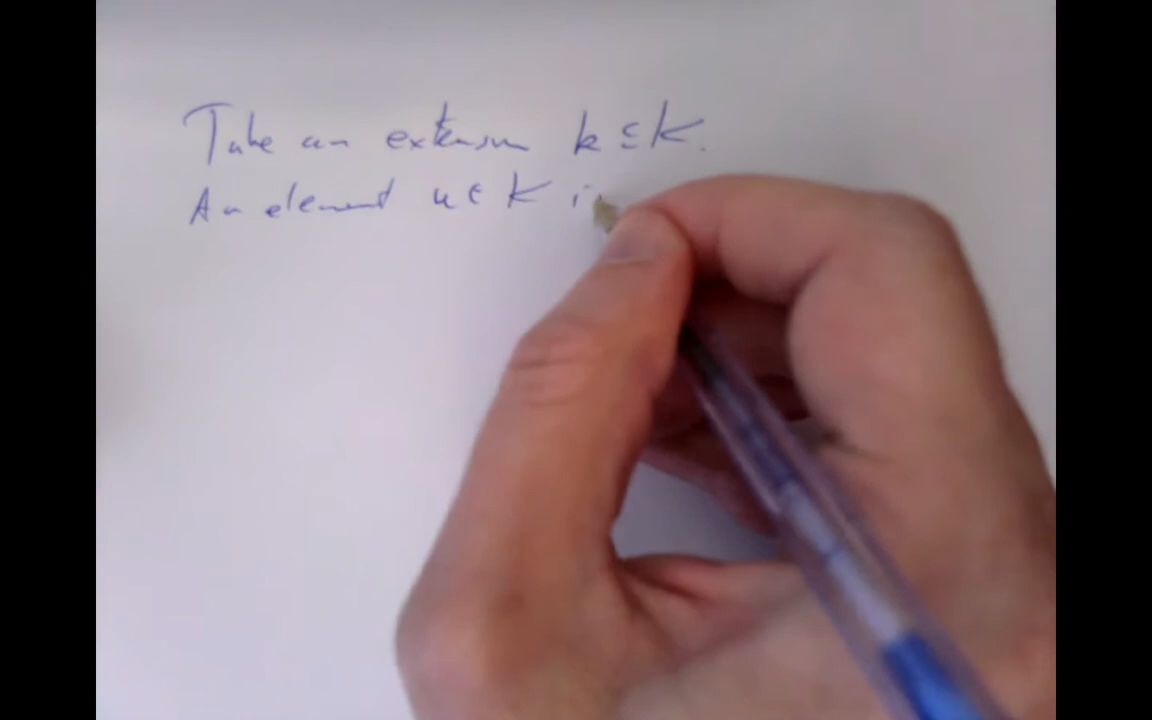 Take an extension k ⊆ K.
An element u ∈ K i